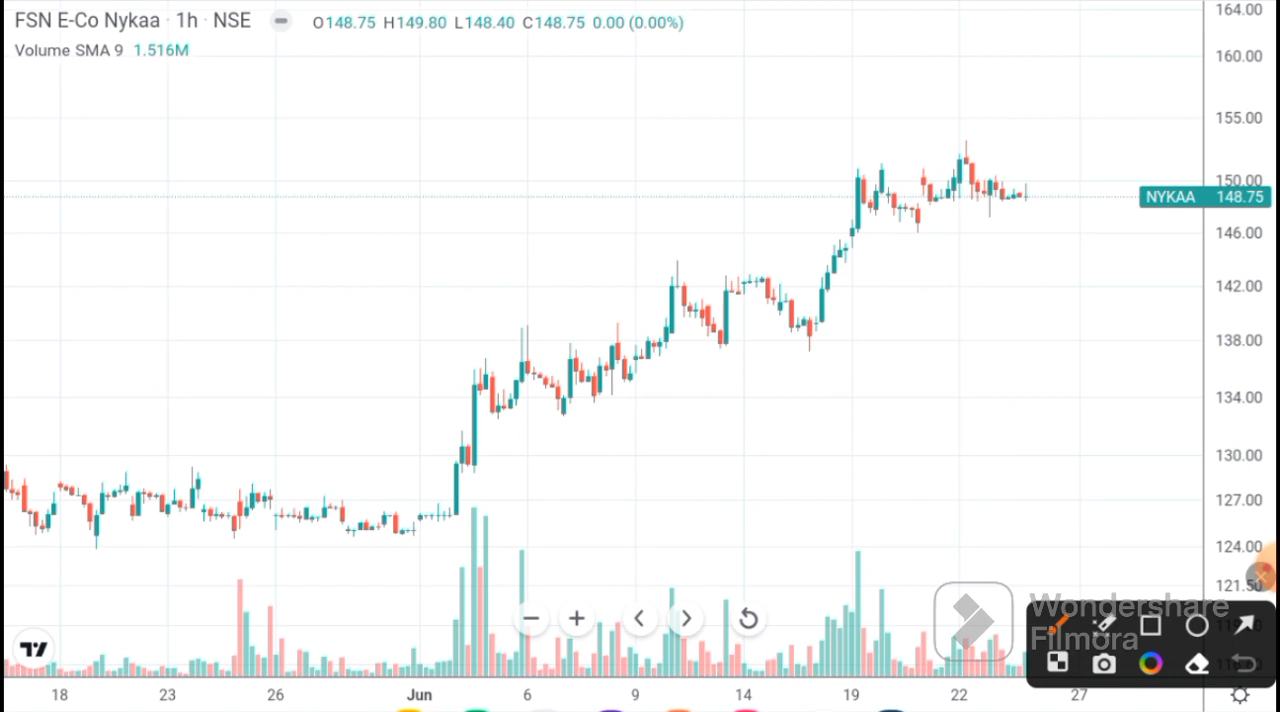 FSN E-Co Nykaa · 1h · NSE O148.75 H149.80 L148.40 C148.75 0.00 (0.00%)
Volume SMA 9 1.516M
164.00
160.00
155.00
150.00
NYKAA 148.75
146.00
142.00
138.00
134.00
130.00
127.00
124.00
121.50
Wondershare
Filmora
18 23 26 Jun 6 9 14 19 22 27